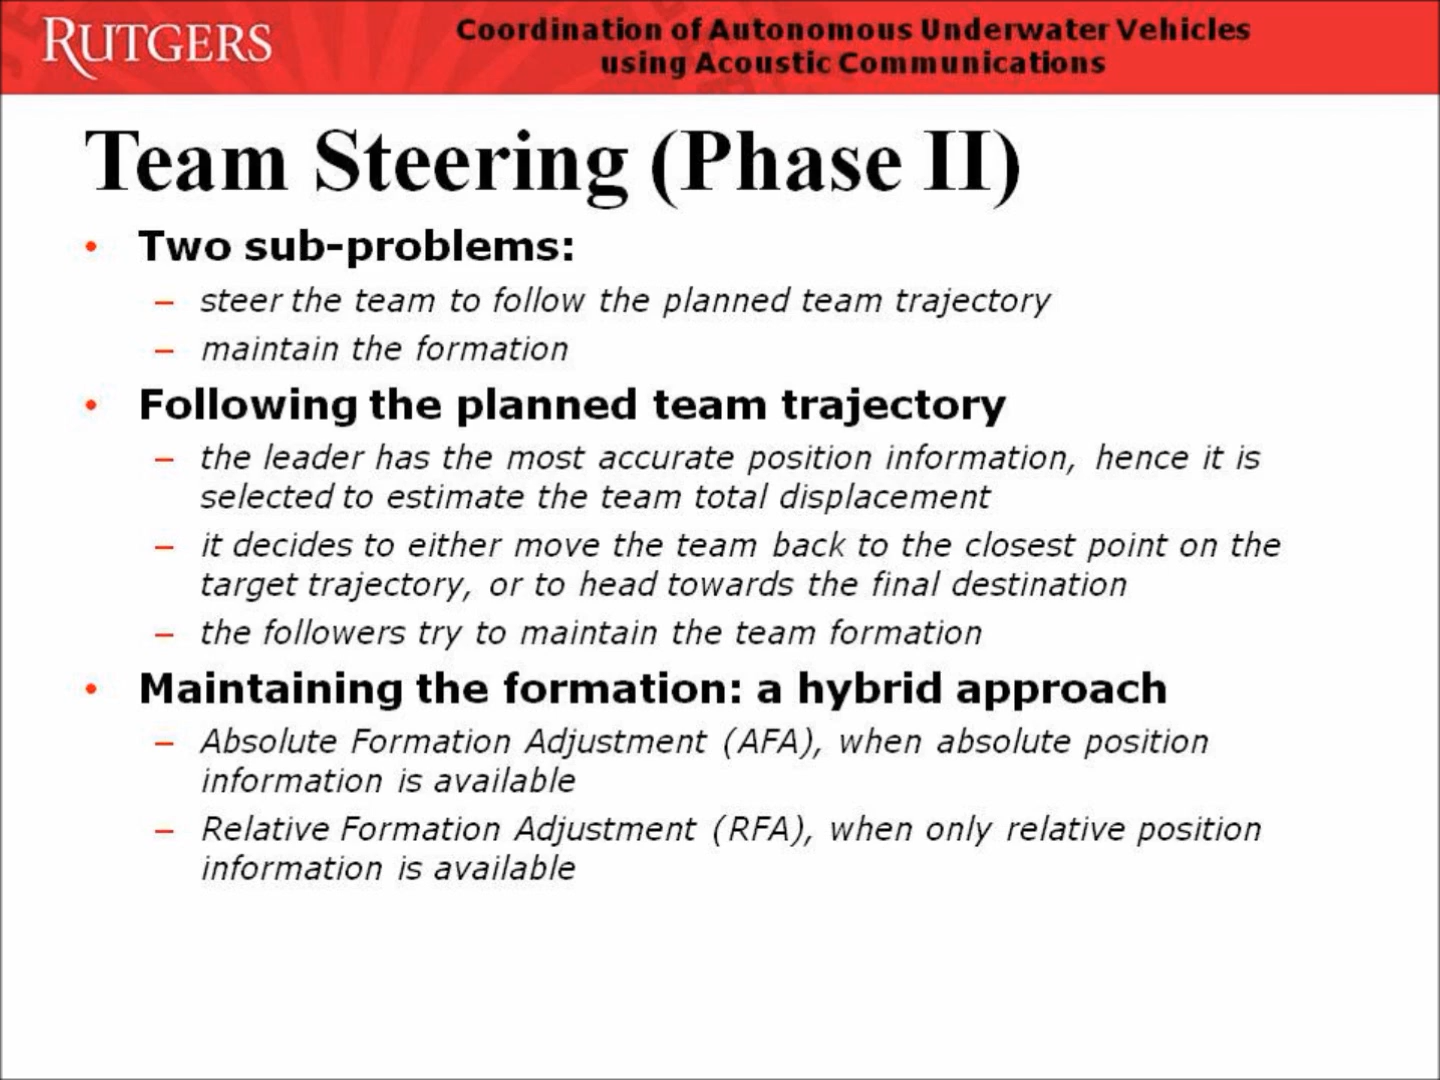 RUTGERS
Coordination of Autonomous Underwater Vehicles
using Acoustic Communications
Team Steering (Phase II)
• Two sub-problems:
– steer the team to follow the planned team trajectory
– maintain the formation
• Following the planned team trajectory
– the leader has the most accurate position information, hence it is
selected to estimate the team total displacement
– it decides to either move the team back to the closest point on the
target trajectory, or to head towards the final destination
– the followers try to maintain the team formation
• Maintaining the formation: a hybrid approach
– Absolute Formation Adjustment (AFA), when absolute position
information is available
– Relative Formation Adjustment (RFA), when only relative position
information is available